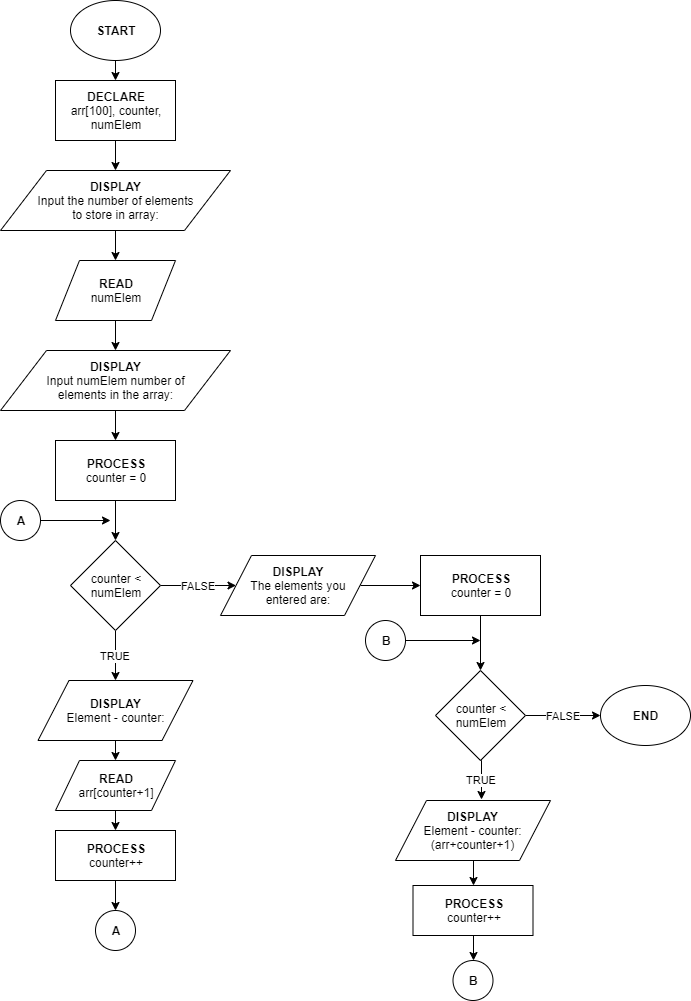 START
DECLARE
arr[100], counter,
numElem
DISPLAY
Input the number of elements
to store in array:
READ
numElem
DISPLAY
Input numElem number of
elements in the array:
PROCESS
counter = 0
A
counter <
numElem
FALSE
DISPLAY
The elements you
entered are:
PROCESS
counter = 0
TRUE
DISPLAY
Element - counter:
READ
arr[counter+1]
PROCESS
counter++
A
B
counter <
numElem
FALSE
END
TRUE
DISPLAY
Element - counter:
(arr+counter+1)
PROCESS
counter++
B